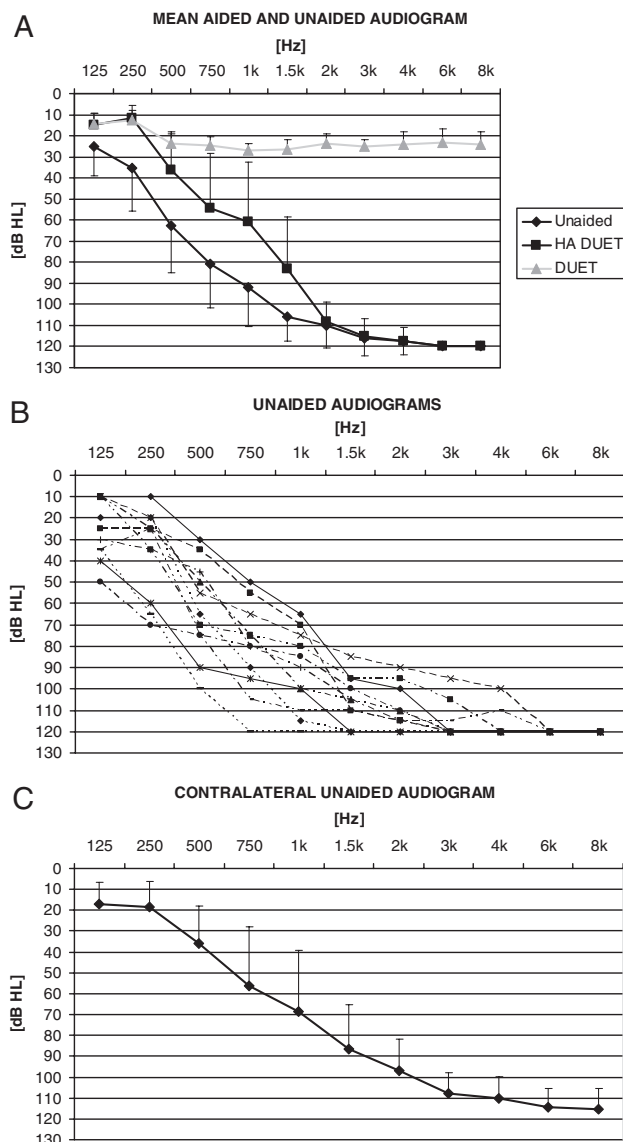 A
MEAN AIDED AND UNAIDED AUDIOGRAM
[Hz]
125 250 500 750 1k 1.5k 2k 3k 4k 6k 8k
[dB HL]
0
10
20
30
40
50
60
70
80
90
100
110
120
130
Unaided
HA DUET
DUET
B
UNAIDED AUDIOGRAMS
[Hz]
125 250 500 750 1k 1.5k 2k 3k 4k 6k 8k
[dB HL]
0
10
20
30
40
50
60
70
80
90
100
110
120
130
C
CONTRALATERAL UNAIDED AUDIOGRAM
[Hz]
125 250 500 750 1k 1.5k 2k 3k 4k 6k 8k
[dB HL]
0
10
20
30
40
50
60
70
80
90
100
110
120
130